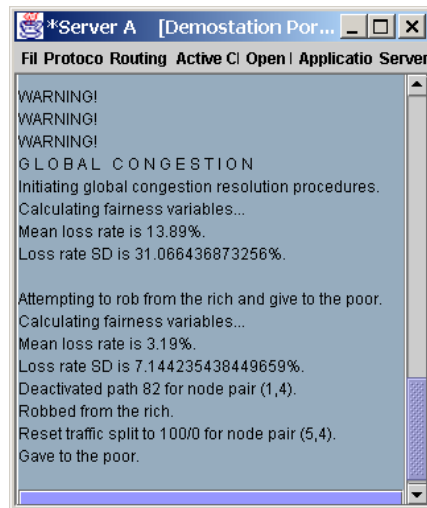 *Server A [Demostation Por...
Fil Protoco Routing Active Cl Open I Applicatio Server
WARNING!
WARNING!
WARNING!
G L O B A L C O N G E S T I O N
Initiating global congestion resolution procedures.
Calculating fairness variables...
Mean loss rate is 13.89%.
Loss rate SD is 31.066436873256%.
Attempting to rob from the rich and give to the poor.
Calculating fairness variables...
Mean loss rate is 3.19%.
Loss rate SD is 7.144235438449659%.
Deactivated path 82 for node pair (1,4).
Robbed from the rich.
Reset traffic split to 100/0 for node pair (5,4).
Gave to the poor.